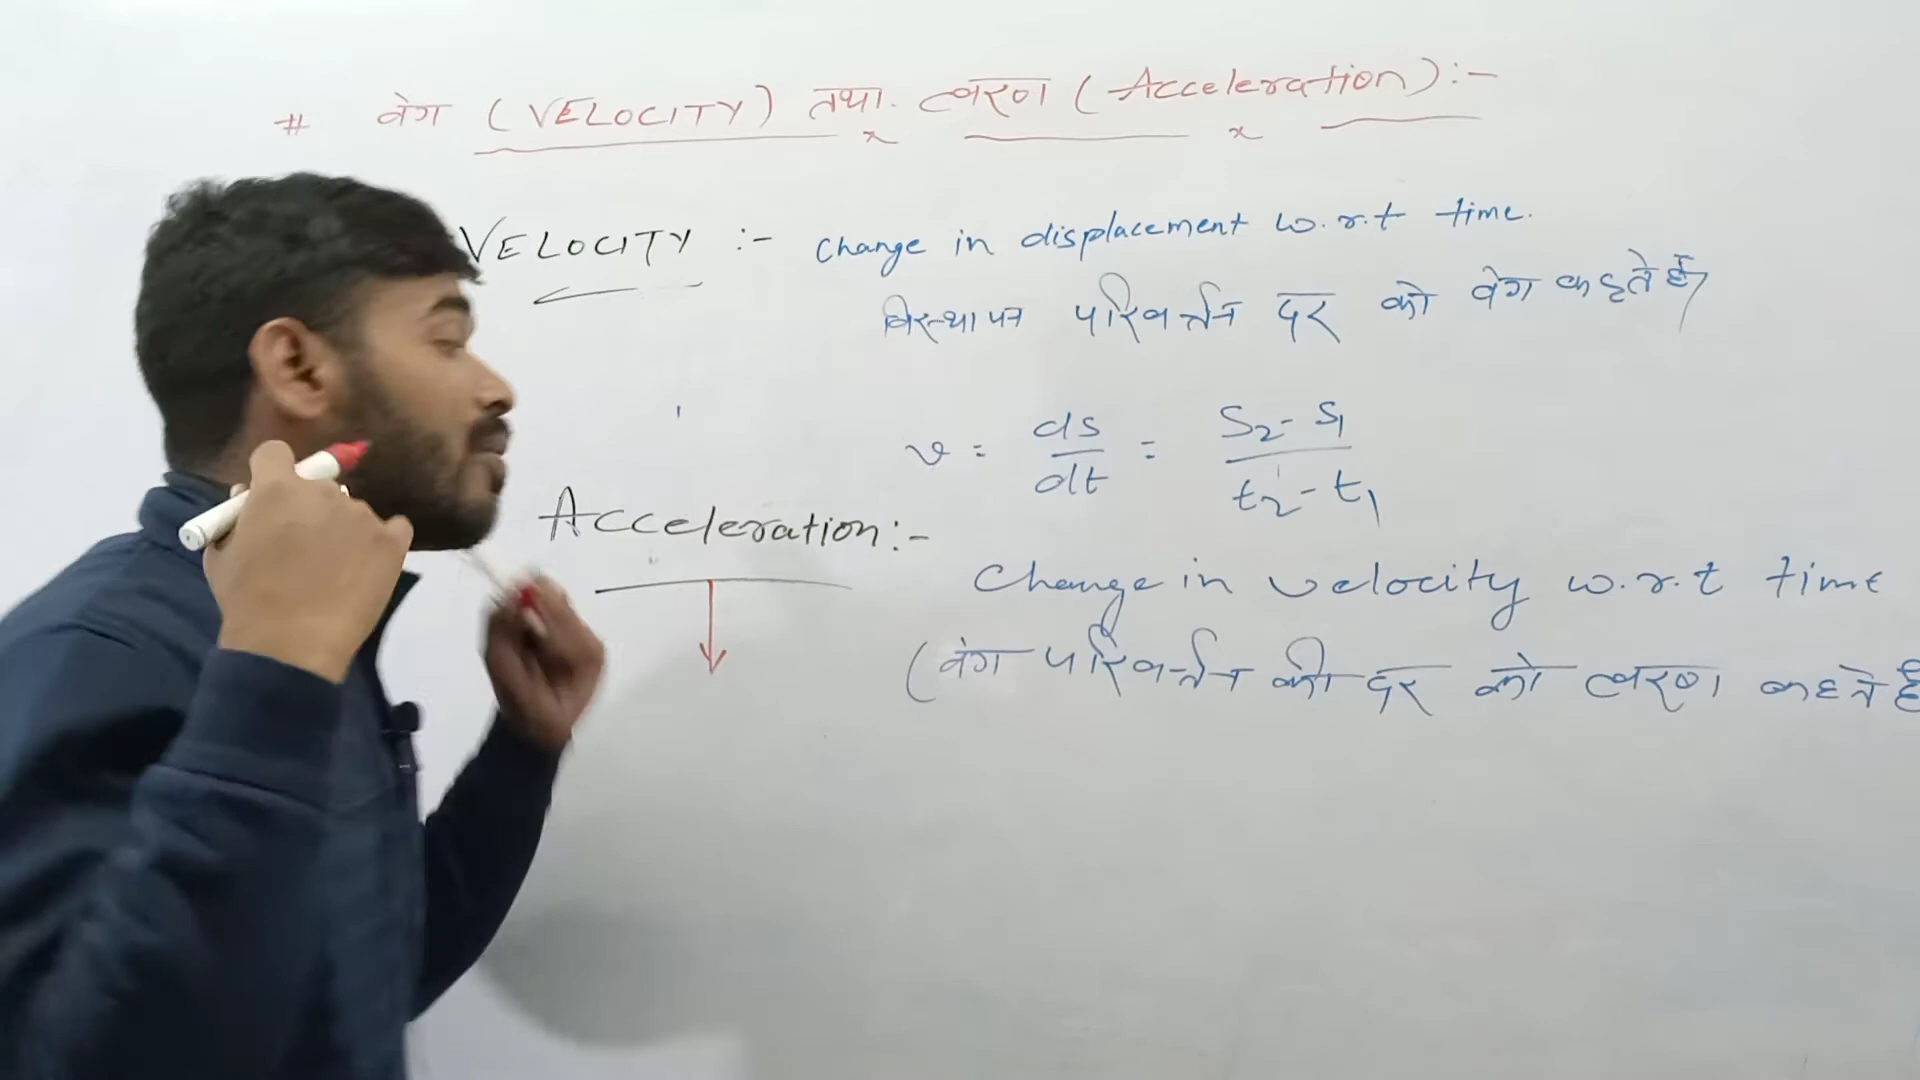 # वेग (VELOCITY) तथा त्वरण (Acceleration):-
VELOCITY :- Change in displacement w.r.t time.
विस्थापन परिवर्तन दर को वेग कहते हैं
v = ds/dt = S2-S1/t2-t1
Acceleration:-
Change in velocity w.r.t time
(वेग परिवर्तन की दर को त्वरण कहते है